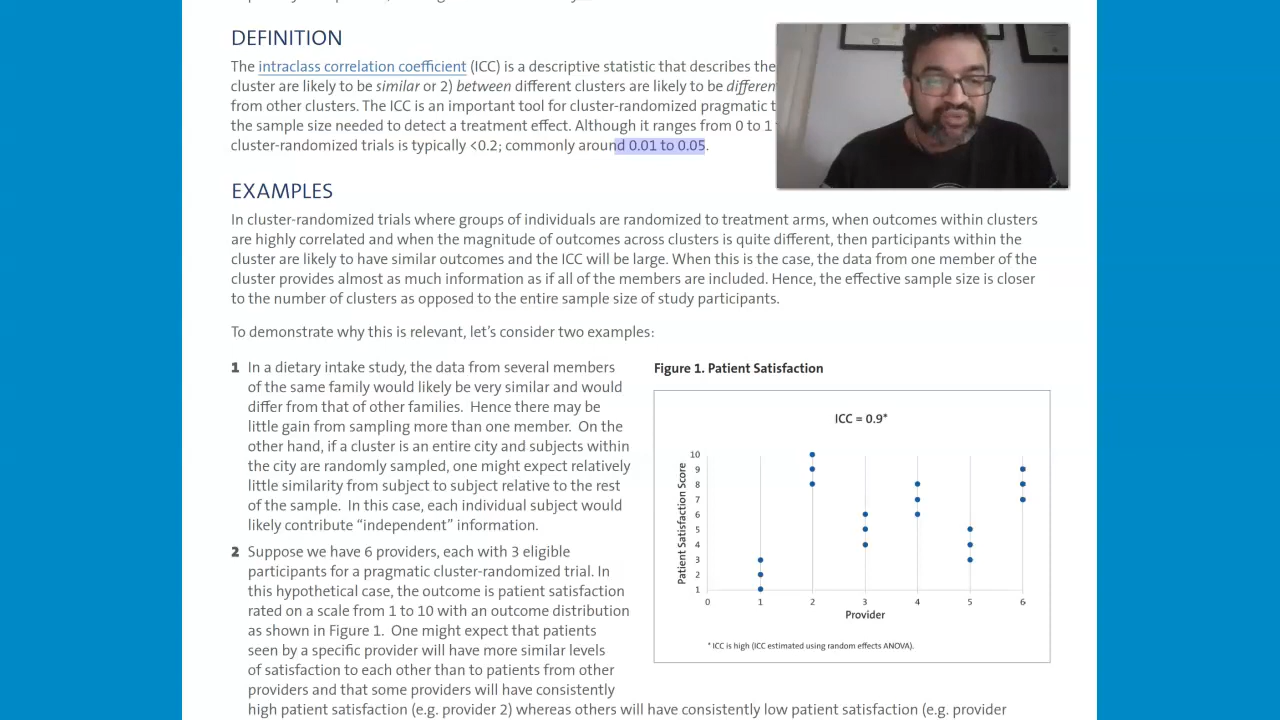 DEFINITION
The intraclass correlation coefficient (ICC) is a descriptive statistic that describes the
cluster are likely to be similar or 2) between different clusters are likely to be differen
from other clusters. The ICC is an important tool for cluster-randomized pragmatic t
the sample size needed to detect a treatment effect. Although it ranges from 0 to 1
cluster-randomized trials is typically <0.2; commonly around 0.01 to 0.05.
EXAMPLES
In cluster-randomized trials where groups of individuals are randomized to treatment arms, when outcomes within clusters
are highly correlated and when the magnitude of outcomes across clusters is quite different, then participants within the
cluster are likely to have similar outcomes and the ICC will be large. When this is the case, the data from one member of the
cluster provides almost as much information as if all of the members are included. Hence, the effective sample size is closer
to the number of clusters as opposed to the entire sample size of study participants.
To demonstrate why this is relevant, let's consider two examples:
1 In a dietary intake study, the data from several members
of the same family would likely be very similar and would
differ from that of other families. Hence there may be
little gain from sampling more than one member. On the
other hand, if a cluster is an entire city and subjects within
the city are randomly sampled, one might expect relatively
little similarity from subject to subject relative to the rest
of the sample. In this case, each individual subject would
likely contribute “independent” information.
2 Suppose we have 6 providers, each with 3 eligible
participants for a pragmatic cluster-randomized trial. In
this hypothetical case, the outcome is patient satisfaction
rated on a scale from 1 to 10 with an outcome distribution
as shown in Figure 1. One might expect that patients
seen by a specific provider will have more similar levels
of satisfaction to each other than to patients from other
providers and that some providers will have consistently
high patient satisfaction (e.g. provider 2) whereas others will have consistently low patient satisfaction (e.g. provider
Figure 1. Patient Satisfaction
ICC = 0.9*
Patient Satisfaction Score
10
9
8
7
6
5
4
3
2
1
0 1 2 3 4 5 6
Provider
* ICC is high (ICC estimated using random effects ANOVA).